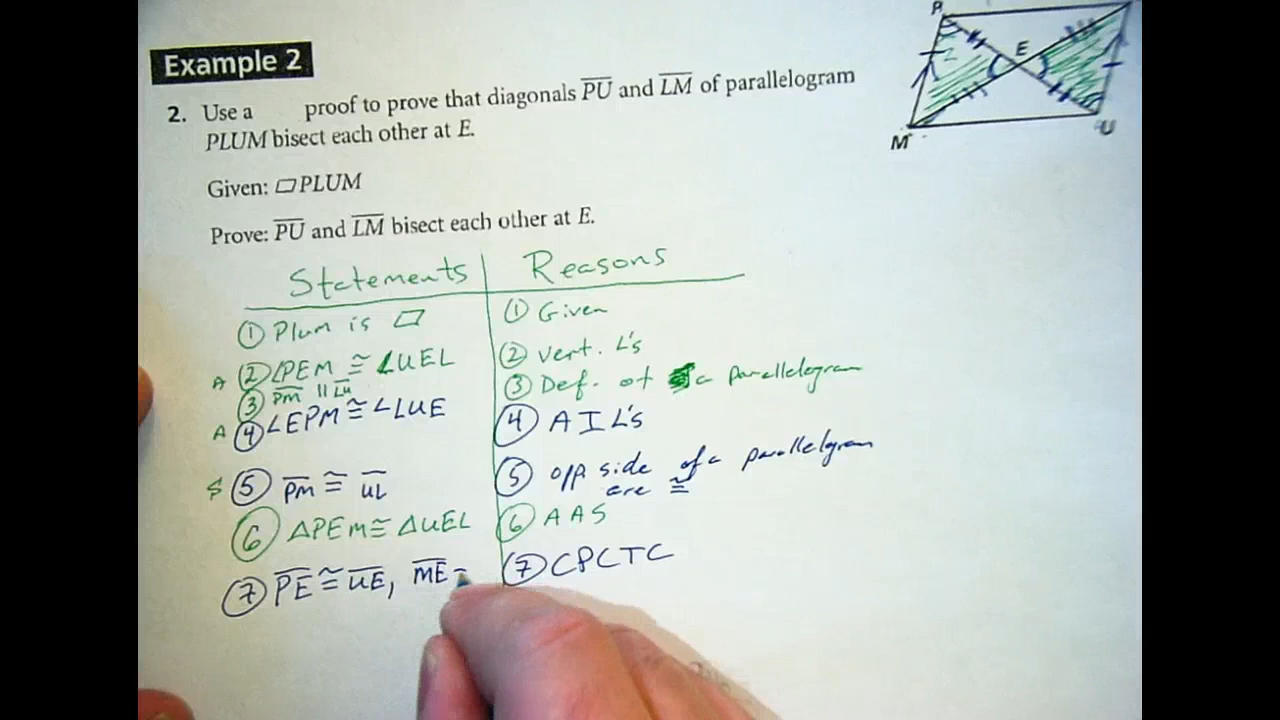 Example 2
2. Use a proof to prove that diagonals PU and LM of parallelogram
PLUM bisect each other at E.
Given: ▱PLUM
Prove: PU and LM bisect each other at E.
P
E
M
U
Statements
Reasons
① Plum is ▱
① Given
A ② ∠PEM ≅ ∠UEL
② Vert. ∠'s
③ PM || LU
③ Def. of a parallelogram
A ④ ∠EPM ≅ ∠LUE
④ A I ∠'s
S ⑤ PM ≅ UL
⑤ opp side of a parallelgram
are ≅
⑥ △PEM ≅ △UEL
⑥ AAS
⑦ PE ≅ UE, ME
⑦ CPCTC